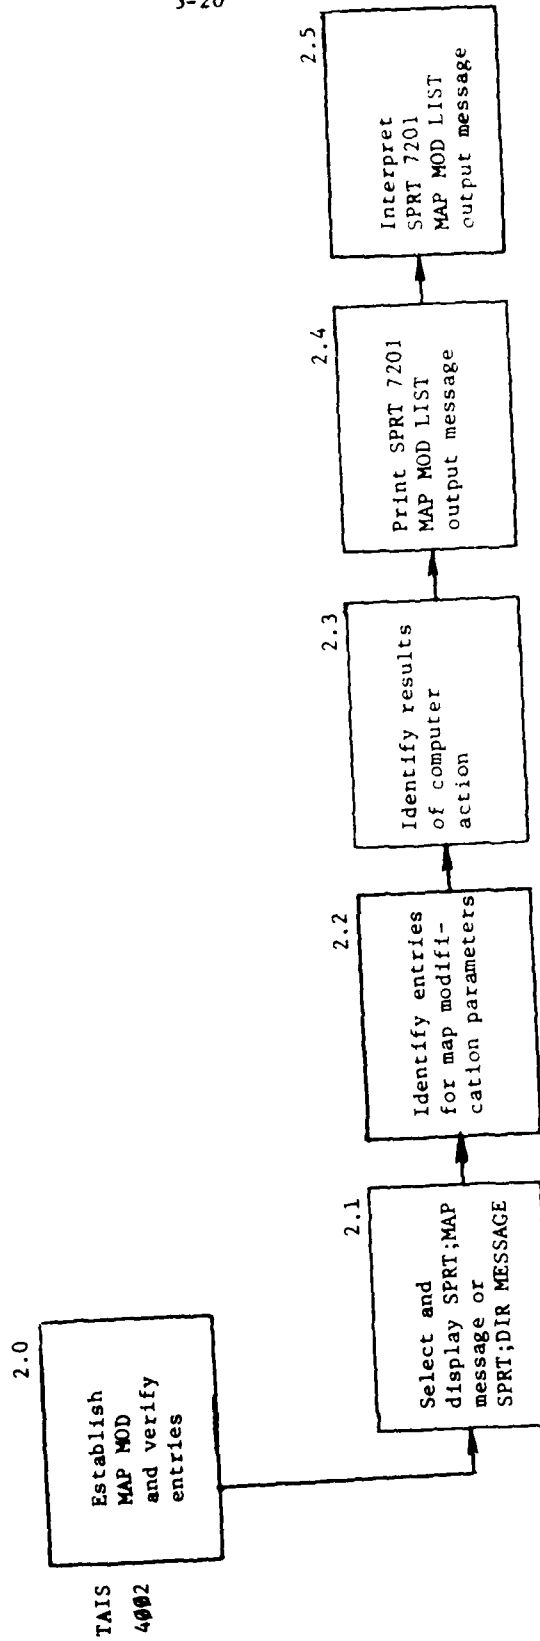 3-20
TAIS
4002
2.0
Establish
MAP MOD
and verify
entries
2.1
Select and
display SPRT;MAP
message or
SPRT;DIR MESSAGE
2.2
Identify entries
for map modifi-
cation parameters
2.3
Identify results
of computer
action
2.4
Print SPRT 7201
MAP MOD LIST
output message
2.5
Interpret
SPRT 7201
MAP MOD LIST
output message